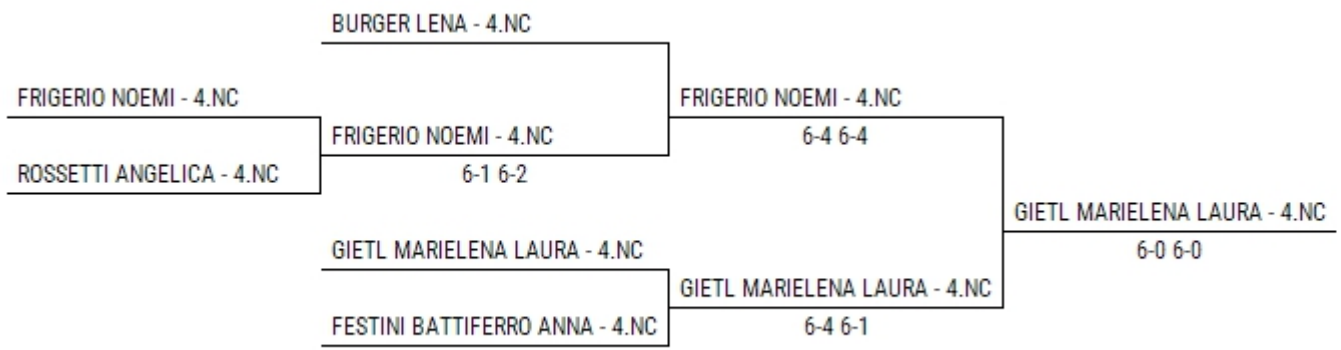 BURGER LENA - 4.NC
FRIGERIO NOEMI - 4.NC
FRIGERIO NOEMI - 4.NC
FRIGERIO NOEMI - 4.NC
6-4 6-4
ROSSETTI ANGELICA - 4.NC
6-1 6-2
GIETL MARIELENA LAURA - 4.NC
GIETL MARIELENA LAURA - 4.NC
6-0 6-0
GIETL MARIELENA LAURA - 4.NC
FESTINI BATTIFERRO ANNA - 4.NC
6-4 6-1